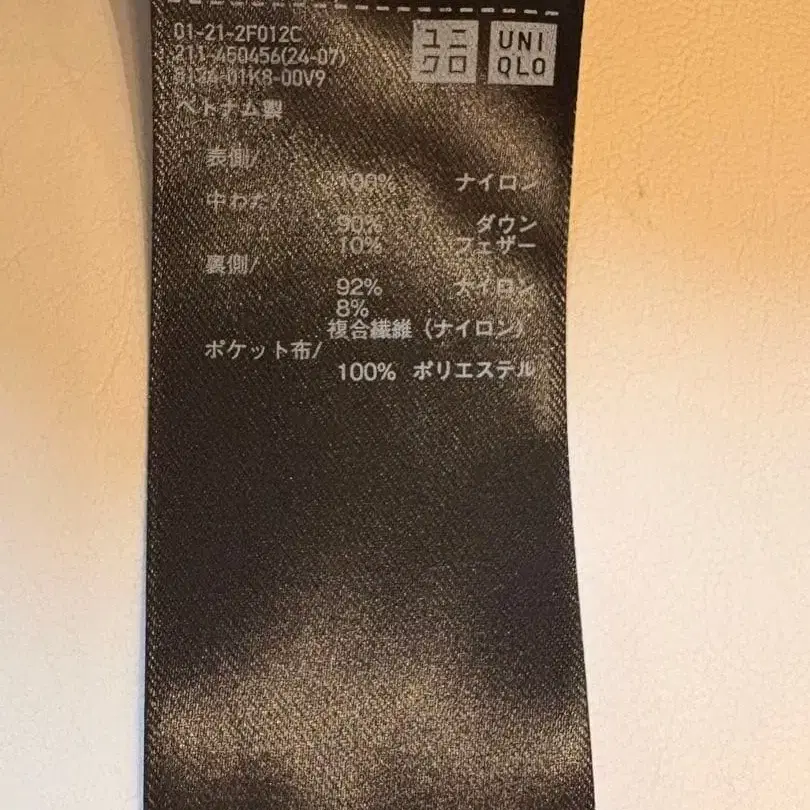 01-21-2F012C
211-450456(24-07)
0124-01K8-00V9
ユニ
クロ
UNI
QLO
ベトナム製
表側/
100% ナイロン
中わた/
90% ダウン
10% フェザー
裏側/
92% ナイロン
8%
複合繊維 (ナイロン)
ポケット布/
100% ポリエステル